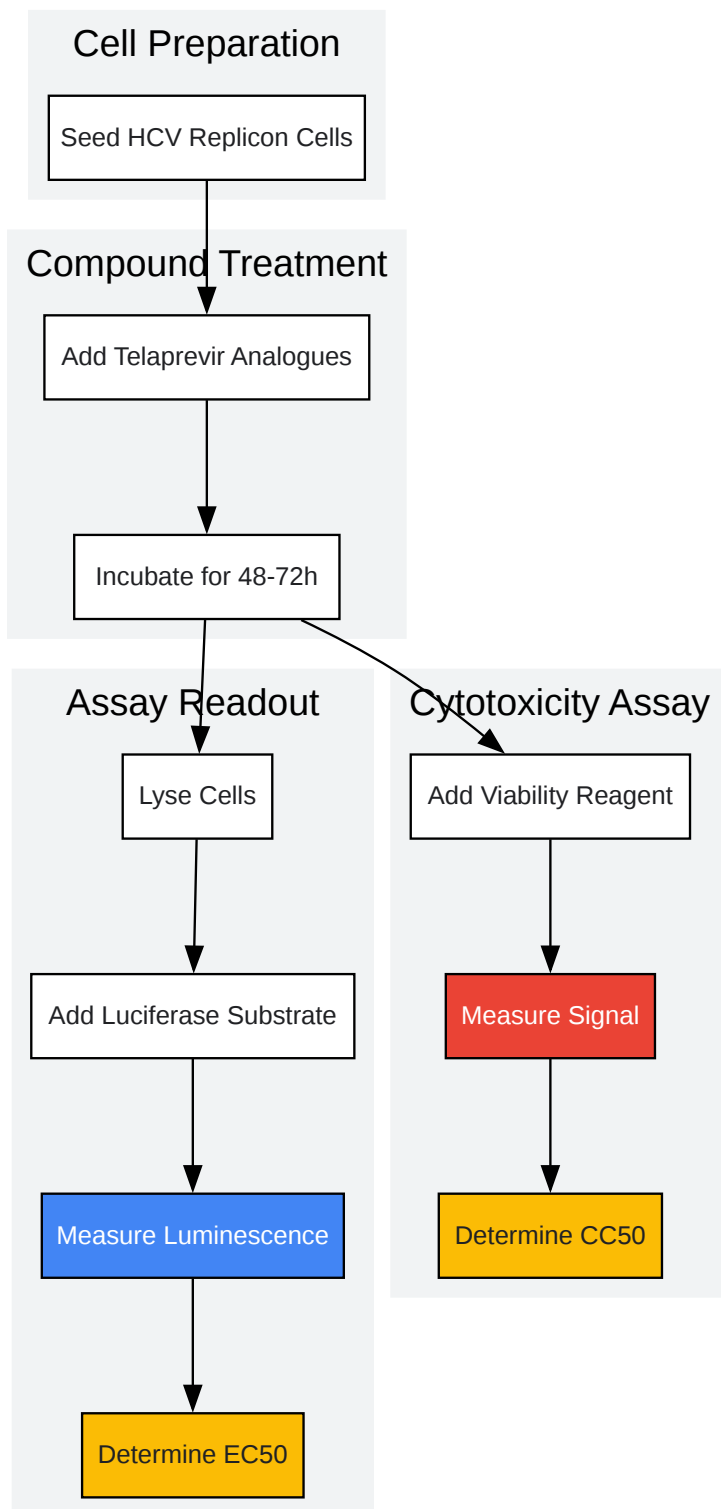 Cell Preparation
Seed HCV Replicon Cells
Compound Treatment
Add Telaprevir Analogues
Incubate for 48-72h
Assay Readout
Lyse Cells
Add Luciferase Substrate
Measure Luminescence
Determine EC50
Cytotoxicity Assay
Add Viability Reagent
Measure Signal
Determine CC50